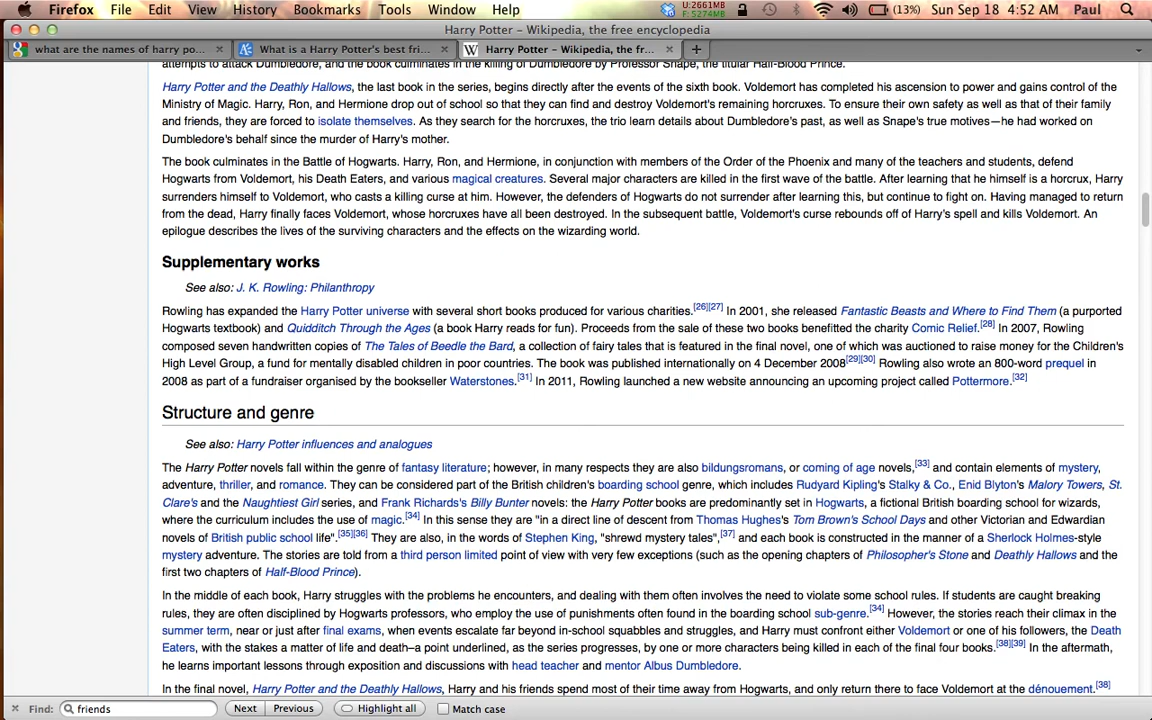 Firefox File Edit View History Bookmarks Tools Window Help U:2661MB F:5274MB (13%) Sun Sep 18 4:52 AM Paul
Harry Potter – Wikipedia, the free encyclopedia
what are the names of harry po... What is a Harry Potter's best fri... Harry Potter – Wikipedia, the fr...
attempts to attack Dumbledore, and the book culminates in the killing of Dumbledore by Professor Snape, the titular Half-Blood Prince.
Harry Potter and the Deathly Hallows, the last book in the series, begins directly after the events of the sixth book. Voldemort has completed his ascension to power and gains control of the
Ministry of Magic. Harry, Ron, and Hermione drop out of school so that they can find and destroy Voldemort's remaining horcruxes. To ensure their own safety as well as that of their family
and friends, they are forced to isolate themselves. As they search for the horcruxes, the trio learn details about Dumbledore's past, as well as Snape's true motives—he had worked on
Dumbledore's behalf since the murder of Harry's mother.
The book culminates in the Battle of Hogwarts. Harry, Ron, and Hermione, in conjunction with members of the Order of the Phoenix and many of the teachers and students, defend
Hogwarts from Voldemort, his Death Eaters, and various magical creatures. Several major characters are killed in the first wave of the battle. After learning that he himself is a horcrux, Harry
surrenders himself to Voldemort, who casts a killing curse at him. However, the defenders of Hogwarts do not surrender after learning this, but continue to fight on. Having managed to return
from the dead, Harry finally faces Voldemort, whose horcruxes have all been destroyed. In the subsequent battle, Voldemort's curse rebounds off of Harry's spell and kills Voldemort. An
epilogue describes the lives of the surviving characters and the effects on the wizarding world.
Supplementary works
See also: J. K. Rowling: Philanthropy
Rowling has expanded the Harry Potter universe with several short books produced for various charities.[26][27] In 2001, she released Fantastic Beasts and Where to Find Them (a purported
Hogwarts textbook) and Quidditch Through the Ages (a book Harry reads for fun). Proceeds from the sale of these two books benefitted the charity Comic Relief.[28] In 2007, Rowling
composed seven handwritten copies of The Tales of Beedle the Bard, a collection of fairy tales that is featured in the final novel, one of which was auctioned to raise money for the Children's
High Level Group, a fund for mentally disabled children in poor countries. The book was published internationally on 4 December 2008[29][30] Rowling also wrote an 800-word prequel in
2008 as part of a fundraiser organised by the bookseller Waterstones.[31] In 2011, Rowling launched a new website announcing an upcoming project called Pottermore.[32]
Structure and genre
See also: Harry Potter influences and analogues
The Harry Potter novels fall within the genre of fantasy literature; however, in many respects they are also bildungsromans, or coming of age novels,[33] and contain elements of mystery,
adventure, thriller, and romance. They can be considered part of the British children's boarding school genre, which includes Rudyard Kipling's Stalky & Co., Enid Blyton's Malory Towers, St.
Clare's and the Naughtiest Girl series, and Frank Richards's Billy Bunter novels: the Harry Potter books are predominantly set in Hogwarts, a fictional British boarding school for wizards,
where the curriculum includes the use of magic.[34] In this sense they are "in a direct line of descent from Thomas Hughes's Tom Brown's School Days and other Victorian and Edwardian
novels of British public school life".[35][36] They are also, in the words of Stephen King, "shrewd mystery tales",[37] and each book is constructed in the manner of a Sherlock Holmes-style
mystery adventure. The stories are told from a third person limited point of view with very few exceptions (such as the opening chapters of Philosopher's Stone and Deathly Hallows and the
first two chapters of Half-Blood Prince).
In the middle of each book, Harry struggles with the problems he encounters, and dealing with them often involves the need to violate some school rules. If students are caught breaking
rules, they are often disciplined by Hogwarts professors, who employ the use of punishments often found in the boarding school sub-genre.[34] However, the stories reach their climax in the
summer term, near or just after final exams, when events escalate far beyond in-school squabbles and struggles, and Harry must confront either Voldemort or one of his followers, the Death
Eaters, with the stakes a matter of life and death–a point underlined, as the series progresses, by one or more characters being killed in each of the final four books.[38][39] In the aftermath,
he learns important lessons through exposition and discussions with head teacher and mentor Albus Dumbledore.
In the final novel, Harry Potter and the Deathly Hallows, Harry and his friends spend most of their time away from Hogwarts, and only return there to face Voldemort at the dénouement.[38]
Find: friends Next Previous Highlight all Match case